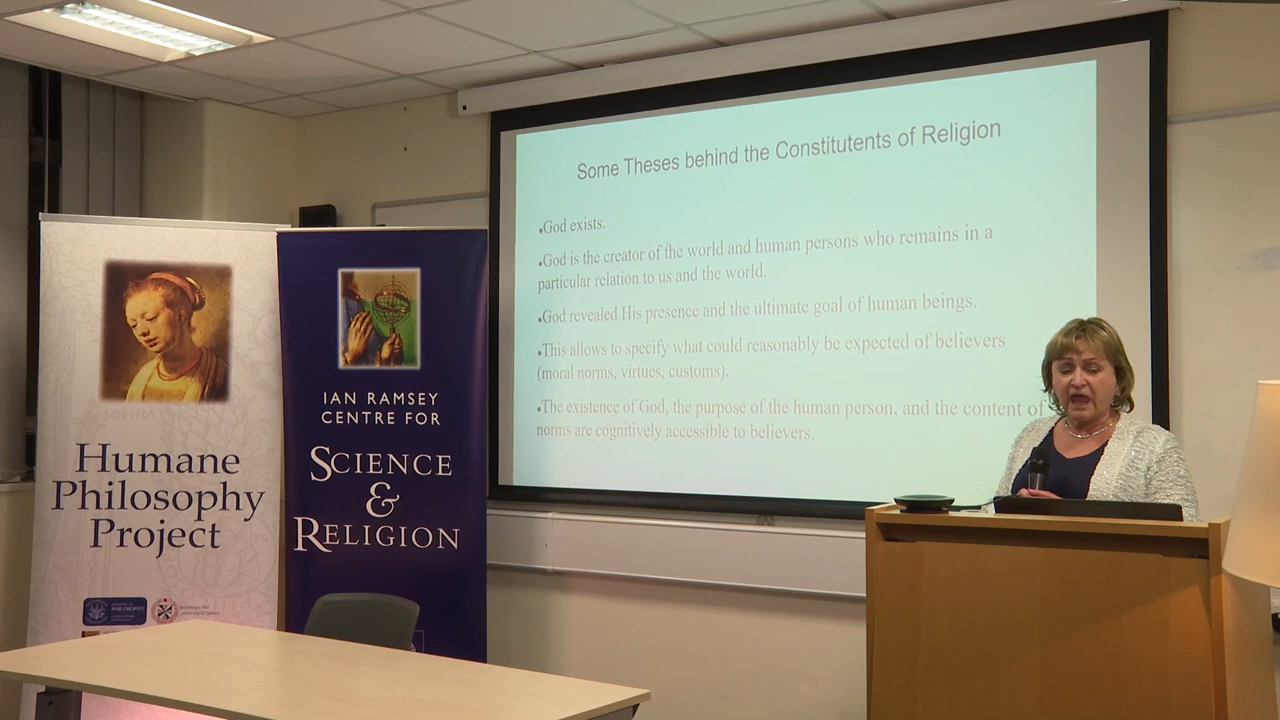 Some Theses behind the Constitutents of Religion
•God exists.
•God is the creator of the world and human persons who remains in a
particular relation to us and the world.
•God revealed His presence and the ultimate goal of human beings.
•This allows to specify what could reasonably be expected of believers
(moral norms, virtues, customs).
•The existence of God, the purpose of the human person, and the content of
norms are cognitively accessible to believers.
SOPHIA
Humane
Philosophy
Project
PHILOSOPHY
IAN RAMSEY
CENTRE FOR
SCIENCE
&
RELIGION